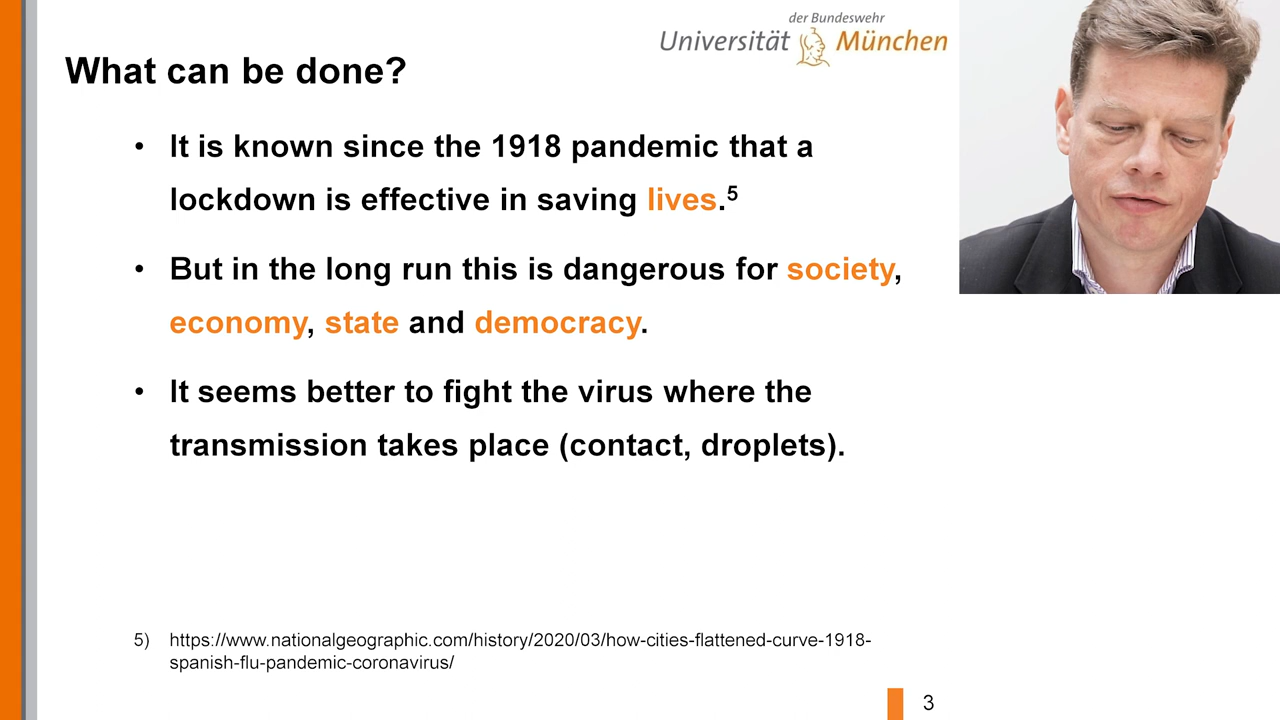 der Bundeswehr
Universität München
What can be done?
• It is known since the 1918 pandemic that a
lockdown is effective in saving lives.⁵
• But in the long run this is dangerous for society,
economy, state and democracy.
• It seems better to fight the virus where the
transmission takes place (contact, droplets).
5) https://www.nationalgeographic.com/history/2020/03/how-cities-flattened-curve-1918-
spanish-flu-pandemic-coronavirus/
3